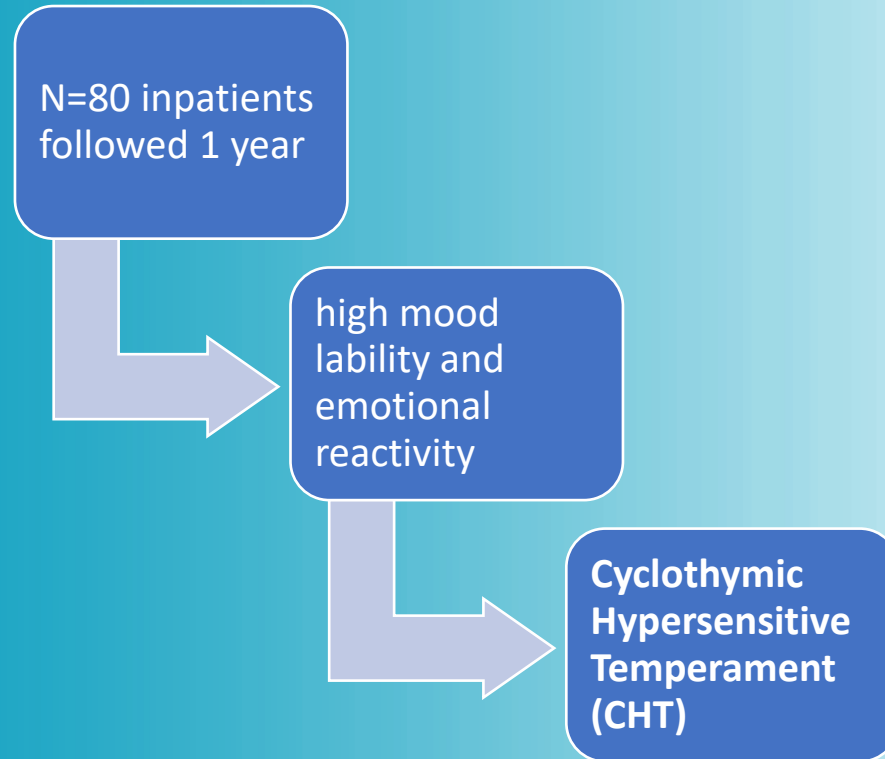 N=80 inpatients
followed 1 year
high mood
lability and
emotional
reactivity
Cyclothymic
Hypersensitive
Temperament
(CHT)